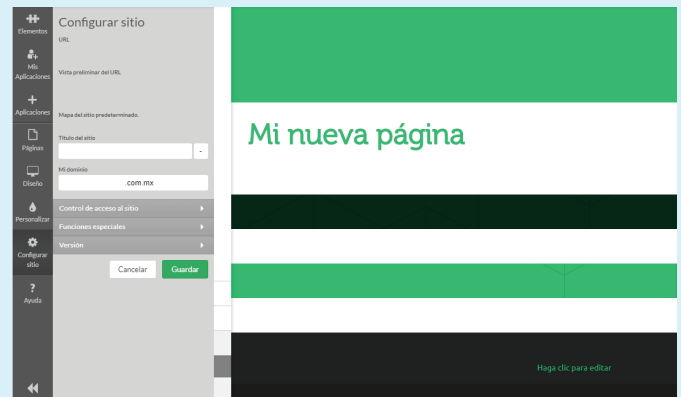 Elementos
Mis
Aplicaciones
Aplicaciones
Páginas
Diseño
Personalizar
Configurar
sitio
?
Ayuda
Configurar sitio
URL
Vista preliminar del URL
Mapa del sitio predeterminado.
Título del sitio
-
Mi dominio
.com.mx
Control de acceso al sitio
Funciones especiales
Versión
Cancelar
Guardar
Mi nueva página
Haga clic para editar